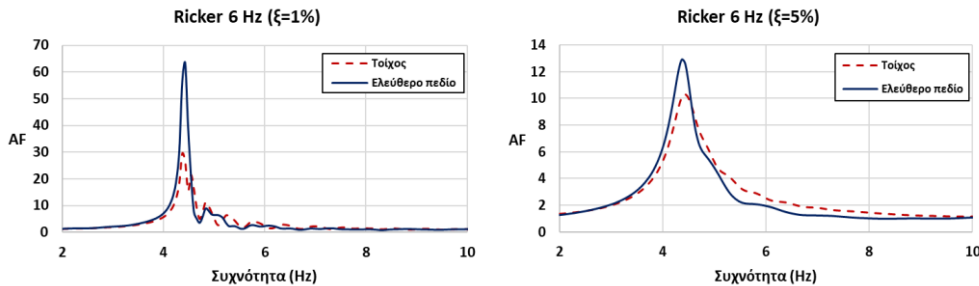 Ricker 6 Hz (ξ=1%)
70
60
50
40
30
20
10
0
AF
Τοίχος
Ελεύθερο πεδίο
2 4 6 8 10
Συχνότητα (Hz)
Ricker 6 Hz (ξ=5%)
14
12
10
8
6
4
2
0
AF
Τοίχος
Ελεύθερο πεδίο
2 4 6 8 10
Συχνότητα (Hz)